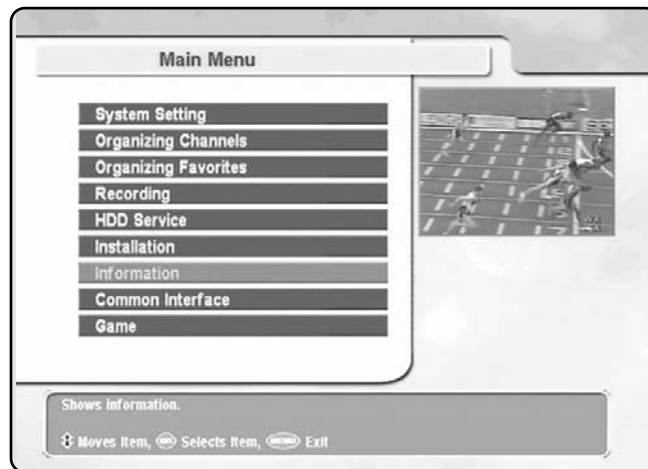 Main Menu
System Setting
Organizing Channels
Organizing Favorites
Recording
HDD Service
Installation
Information
Common Interface
Game
Shows information.
Moves Item, Selects Item, MENU Exit